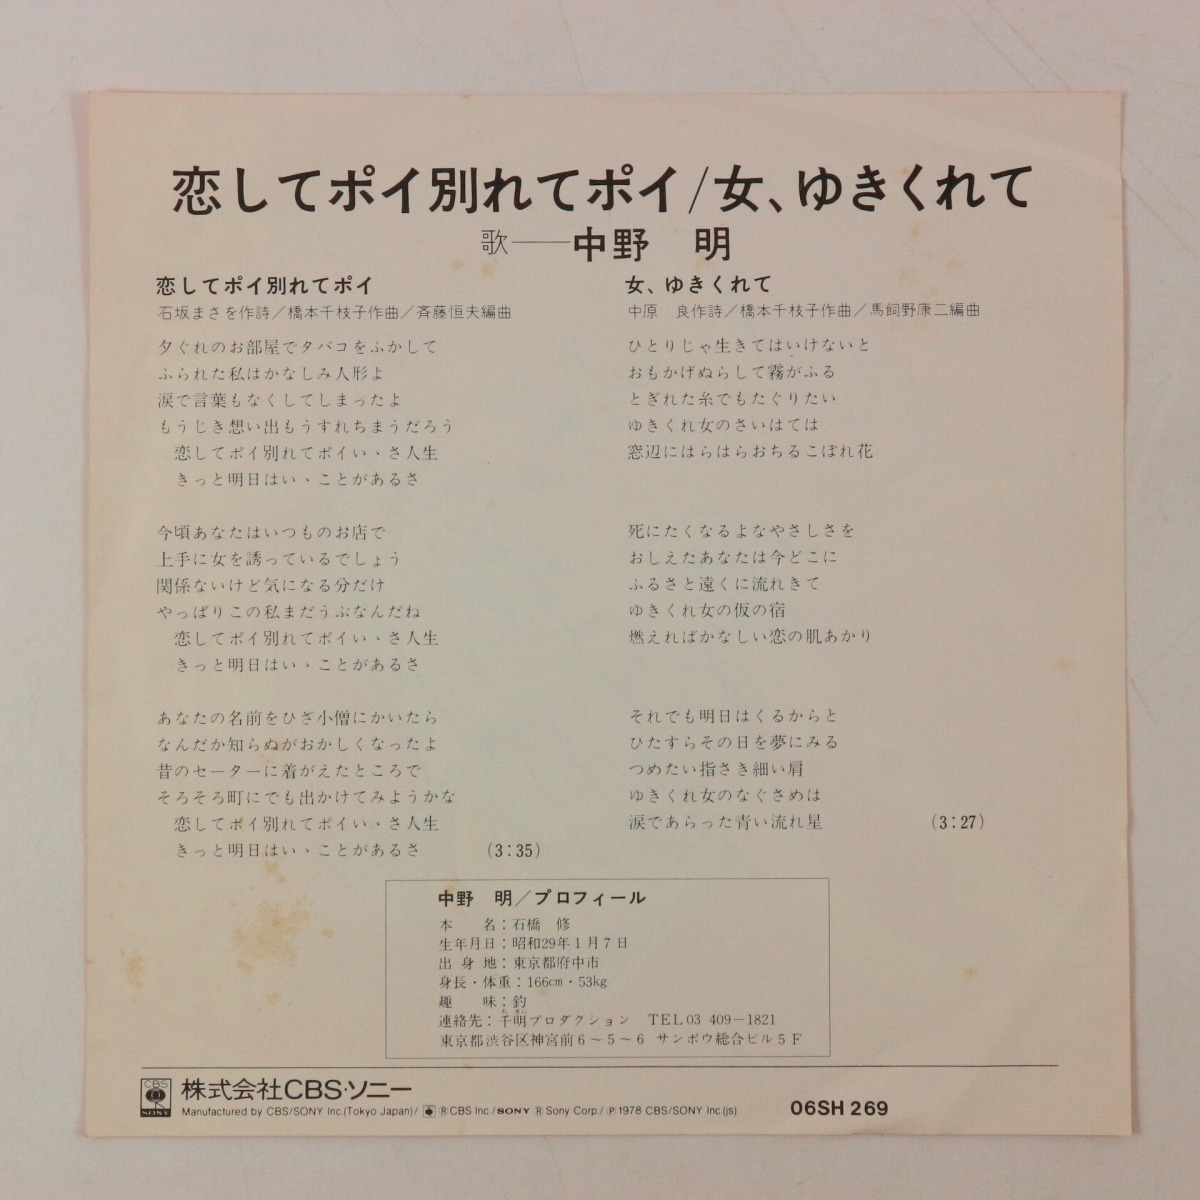 恋してポイ別れてポイ/女、ゆきくれて
歌──中野　明
恋してポイ別れてポイ
石坂まさを作詩／橋本千枝子作曲／斉藤恒夫編曲
夕ぐれのお部屋でタバコをふかして
ふられた私はかなしみ人形よ
涙で言葉もなくしてしまったよ
もうじき想い出もうすれちまうだろう
恋してポイ別れてポイいゝさ人生
きっと明日はいゝことがあるさ
今頃あなたはいつものお店で
上手に女を誘っているでしょう
関係ないけど気になる分だけ
やっぱりこの私まだうぶなんだね
恋してポイ別れてポイいゝさ人生
きっと明日はいゝことがあるさ
あなたの名前をひざ小僧にかいたら
なんだか知らぬがおかしくなったよ
昔のセーターに着がえたところで
そろそろ町にでも出かけてみようかな
恋してポイ別れてポイいゝさ人生
きっと明日はいゝことがあるさ　(3:35)
女、ゆきくれて
中原　良作詩／橋本千枝子作曲／馬飼野康二編曲
ひとりじゃ生きてはいけないと
おもかげぬらして霧がふる
とぎれた糸でもたぐりたい
ゆきくれ女のさいはては
窓辺にはらはらおちるこぼれ花
死にたくなるよなやさしさを
おしえたあなたは今どこに
ふるさと遠くに流れきて
ゆきくれ女の仮の宿
燃えればかなしい恋の肌あかり
それでも明日はくるからと
ひたすらその日を夢にみる
つめたい指さき細い肩
ゆきくれ女のなぐさめは
涙であらった青い流れ星　(3:27)
中野　明／プロフィール
本　名：石橋　修
生年月日：昭和29年1月7日
出身地：東京都府中市
身長・体重：166cm・53kg
趣　味：釣
連絡先：千明プロダクション　TEL03 409－1821
東京都渋谷区神宮前6～5～6　サンボウ総合ビル5F
CBS SONY 株式会社CBS・ソニー
Manufactured by CBS/SONY Inc.(Tokyo Japan)/ ®CBS Inc./SONY ®Sony Corp./℗1978 CBS/SONY Inc.(js)
06SH 269